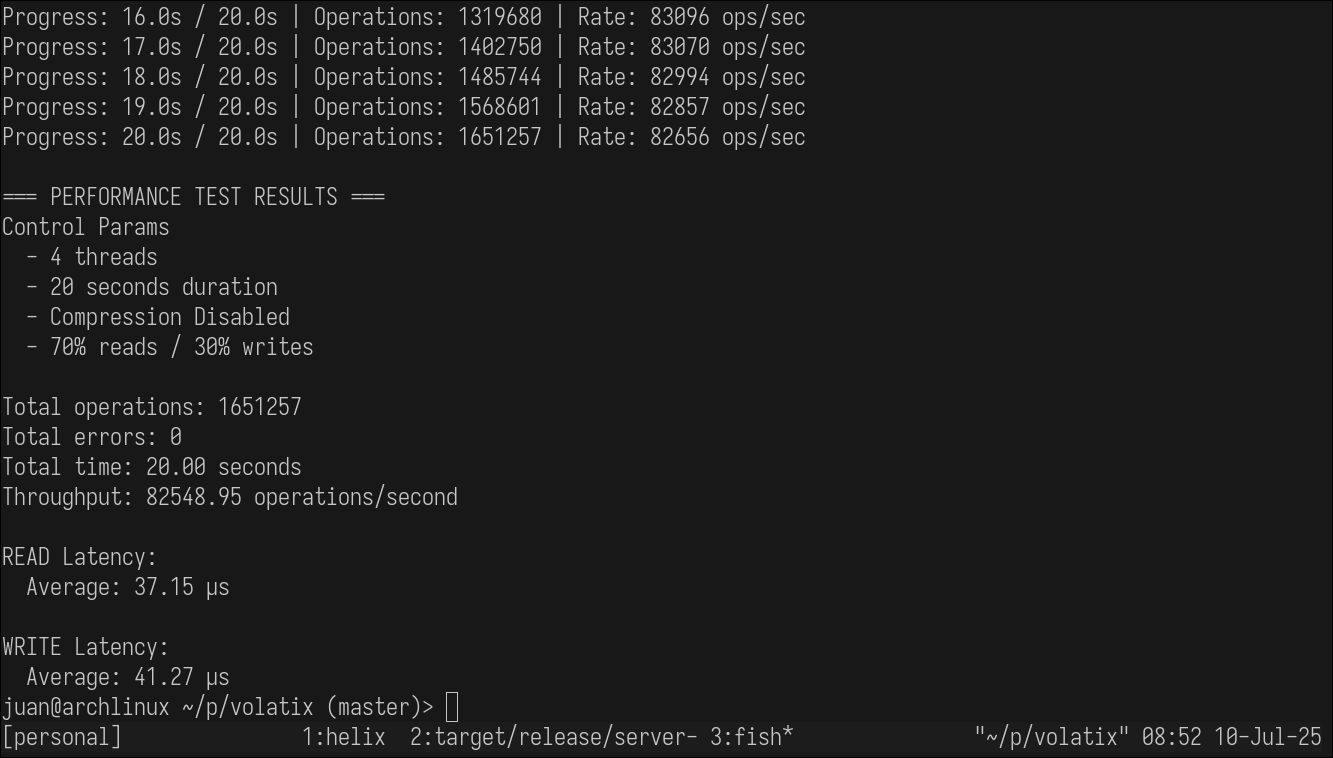 Progress: 16.0s / 20.0s | Operations: 1319680 | Rate: 83096 ops/sec
Progress: 17.0s / 20.0s | Operations: 1402750 | Rate: 83070 ops/sec
Progress: 18.0s / 20.0s | Operations: 1485744 | Rate: 82994 ops/sec
Progress: 19.0s / 20.0s | Operations: 1568601 | Rate: 82857 ops/sec
Progress: 20.0s / 20.0s | Operations: 1651257 | Rate: 82656 ops/sec

=== PERFORMANCE TEST RESULTS ===
Control Params
  - 4 threads
  - 20 seconds duration
  - Compression Disabled
  - 70% reads / 30% writes

Total operations: 1651257
Total errors: 0
Total time: 20.00 seconds
Throughput: 82548.95 operations/second

READ Latency:
  Average: 37.15 µs

WRITE Latency:
  Average: 41.27 µs
juan@archlinux ~/p/volatix (master)>
[personal] 1:helix 2:target/release/server- 3:fish* "~/p/volatix" 08:52 10-Jul-25